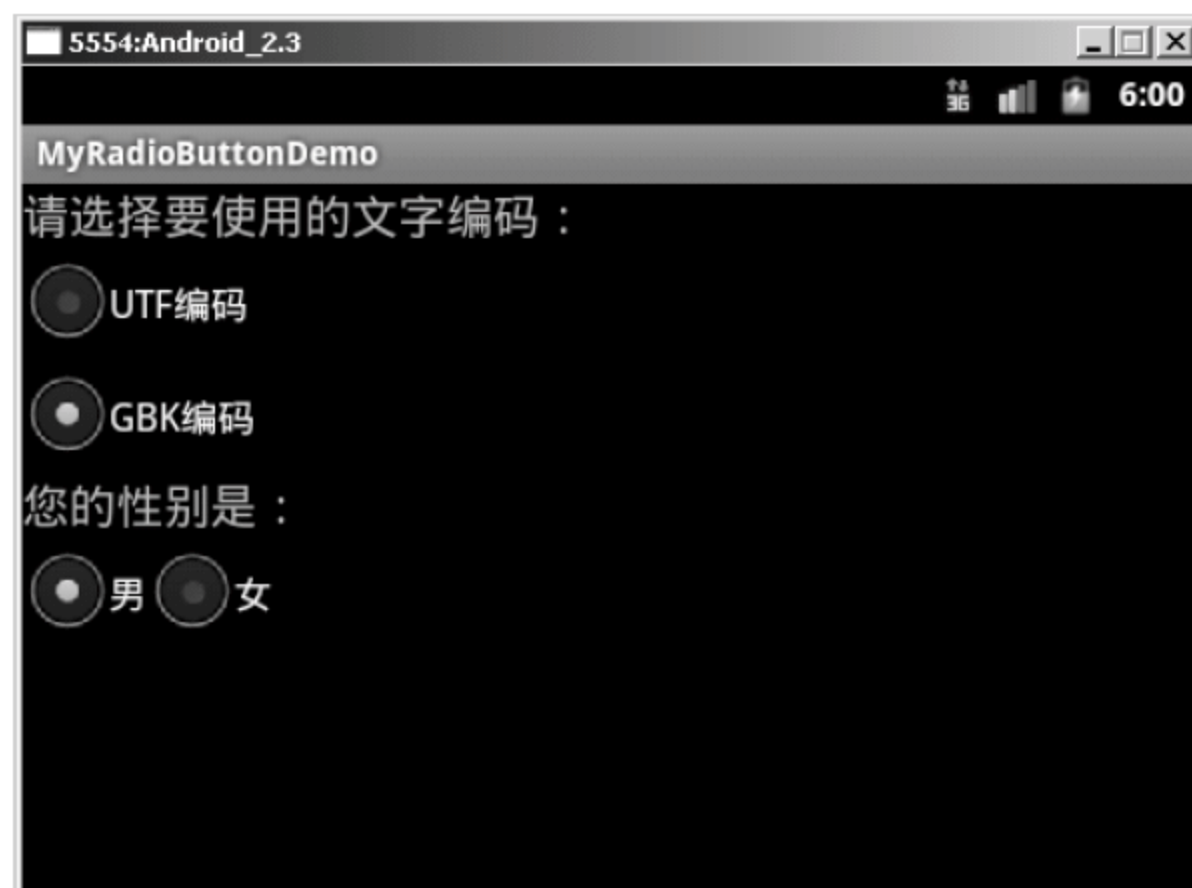 5554:Android_2.3
3G 6:00
MyRadioButtonDemo
请选择要使用的文字编码：
UTF编码
GBK编码
您的性别是：
男 女